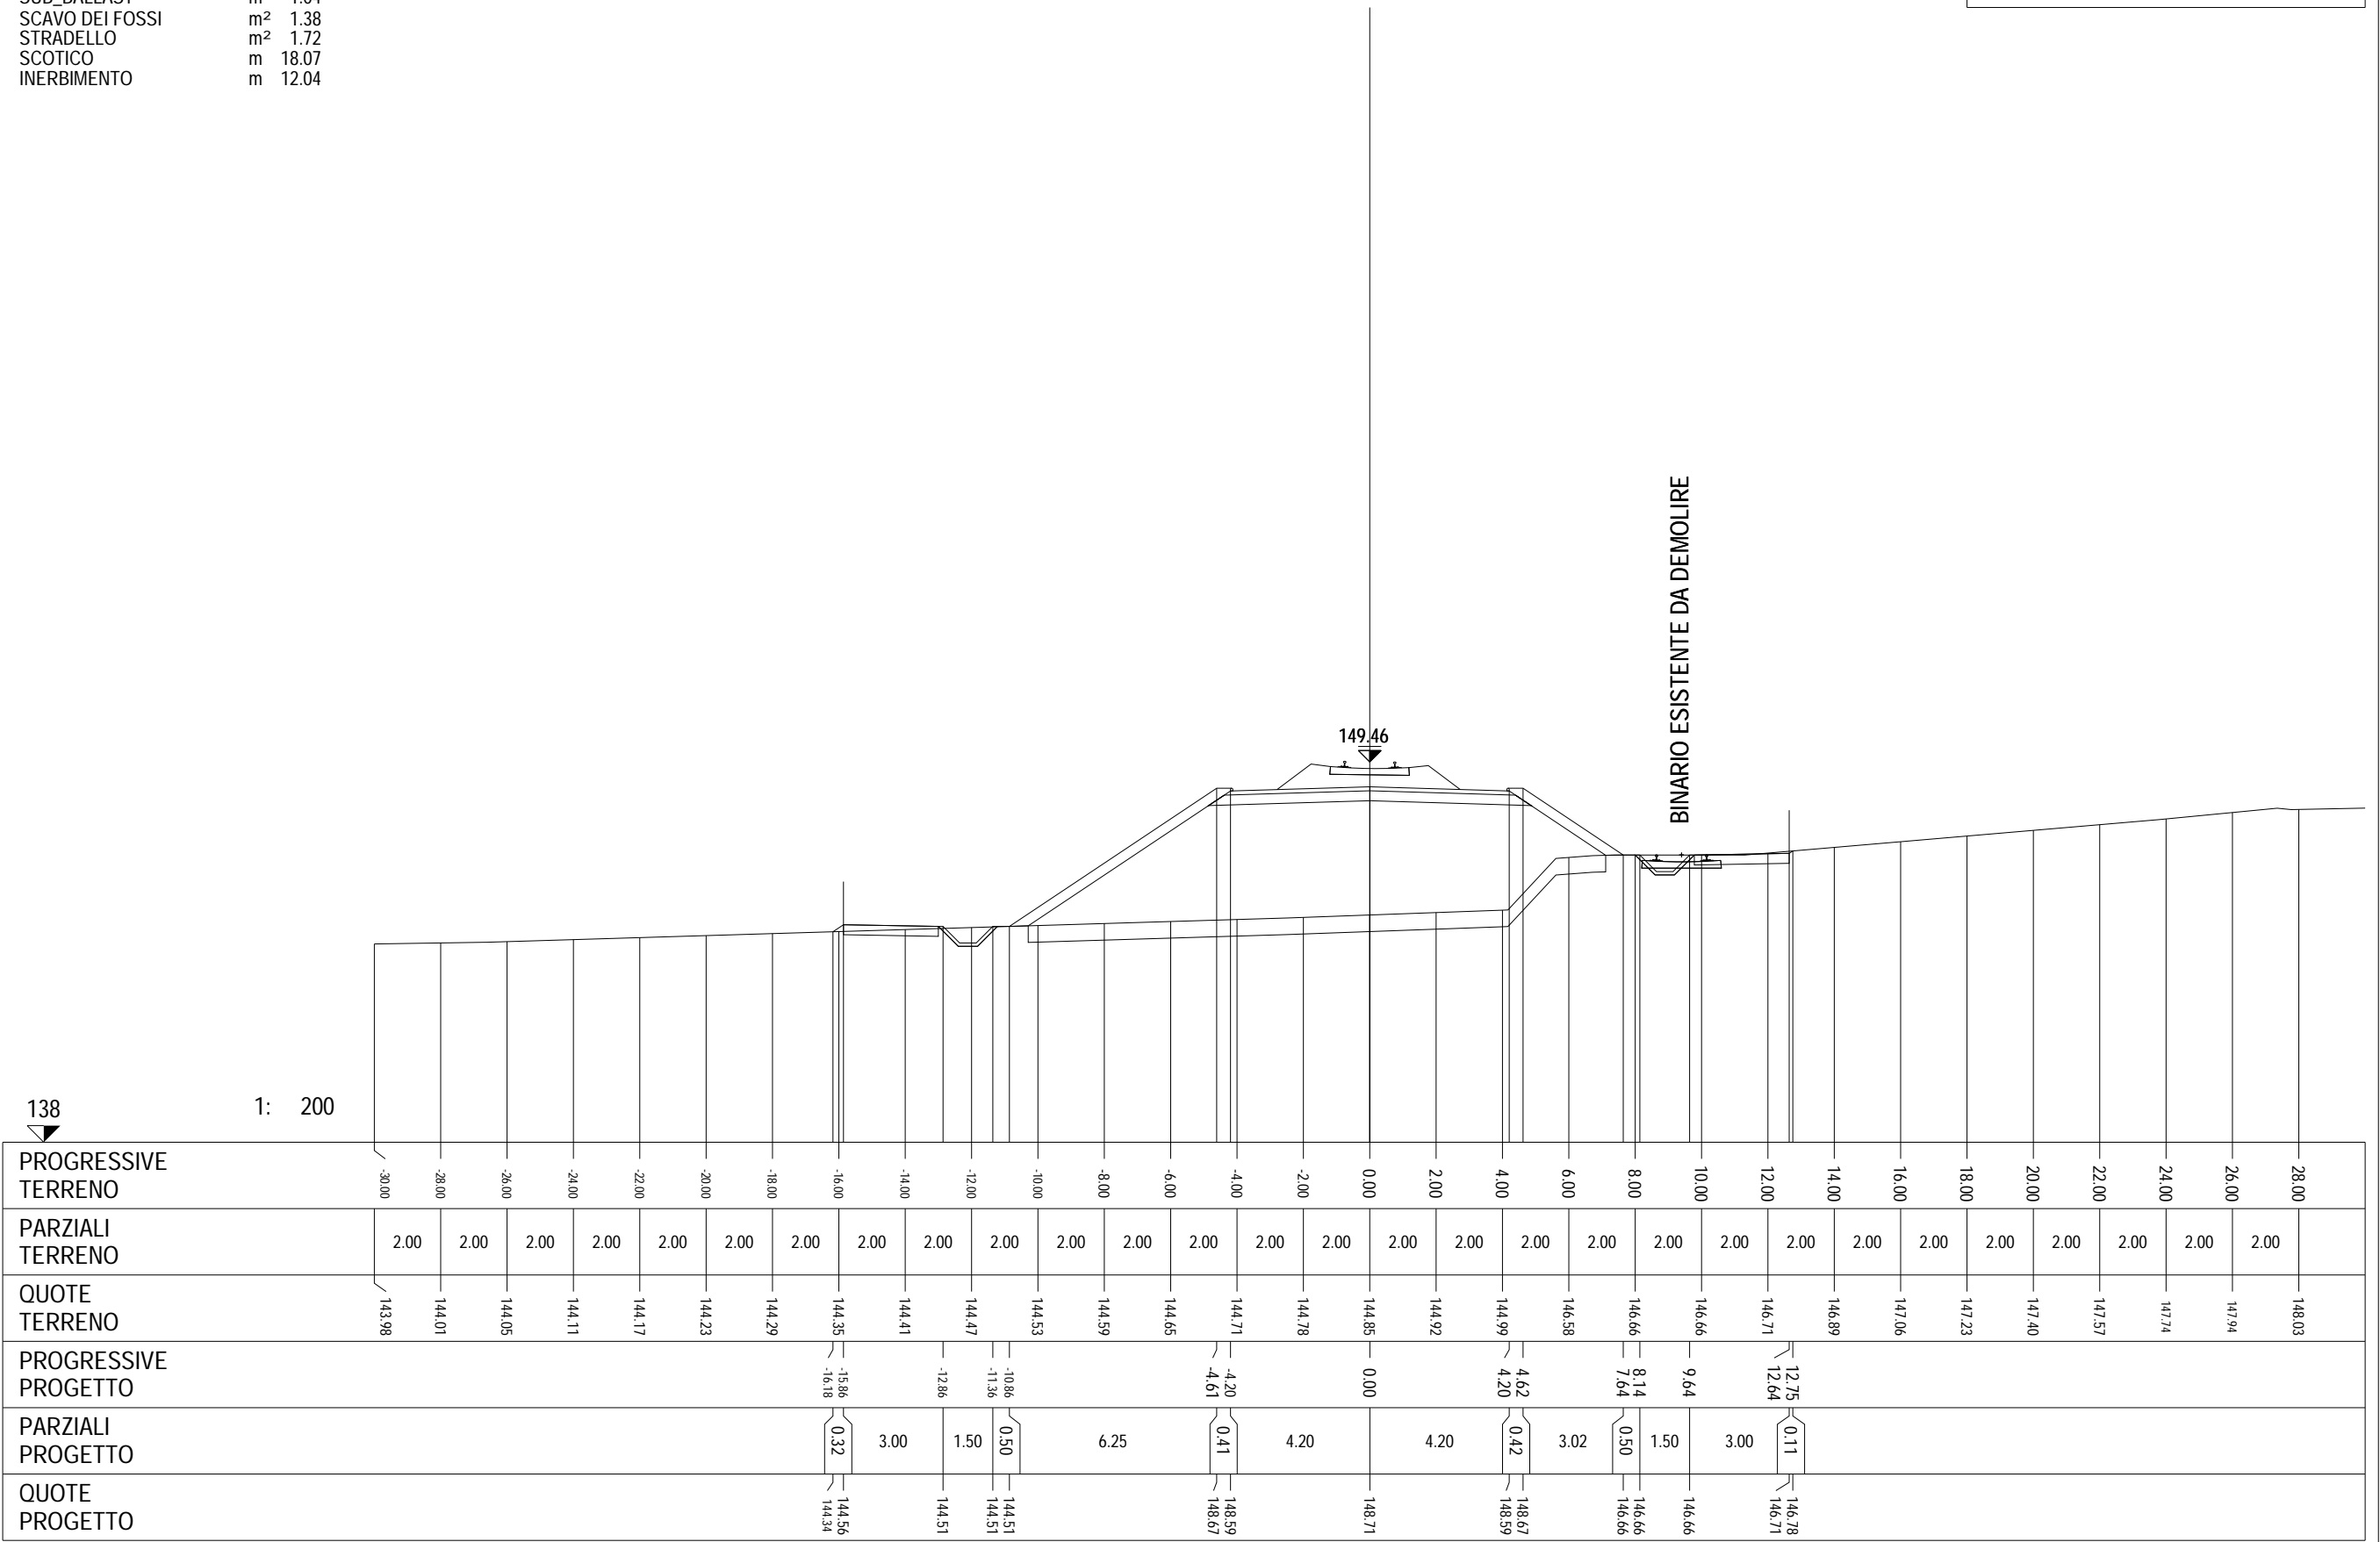 SCAVO DEI FOSSI m² 1.38
STRADELLO m² 1.72
SCOTICO m 18.07
INERBIMENTO m 12.04
BINARIO ESISTENTE DA DEMOLIRE
149.46
138 1: 200
PROGRESSIVE
TERRENO
-30.00 -28.00 -26.00 -24.00 -22.00 -20.00 -18.00 -16.00 -14.00 -12.00 -10.00 -8.00 -6.00 -4.00 -2.00 0.00 2.00 4.00 6.00 8.00 10.00 12.00 14.00 16.00 18.00 20.00 22.00 24.00 26.00 28.00
PARZIALI
TERRENO
2.00 2.00 2.00 2.00 2.00 2.00 2.00 2.00 2.00 2.00 2.00 2.00 2.00 2.00 2.00 2.00 2.00 2.00 2.00 2.00 2.00 2.00 2.00 2.00 2.00 2.00 2.00 2.00 2.00
QUOTE
TERRENO
143.98 144.01 144.05 144.11 144.17 144.23 144.29 144.35 144.41 144.47 144.53 144.59 144.65 144.71 144.78 144.85 144.92 144.99 146.58 146.66 146.66 146.71 146.89 147.06 147.23 147.40 147.57 147.74 147.94 148.03
PROGRESSIVE
PROGETTO
-16.18 -15.86 -12.86 -11.36 -10.86 -4.61 -4.20 0.00 4.20 4.62 7.64 8.14 9.64 12.64 12.75
PARZIALI
PROGETTO
0.32 3.00 1.50 0.50 6.25 0.41 4.20 4.20 0.42 3.02 0.50 1.50 3.00 0.11
QUOTE
PROGETTO
144.34 144.56 144.51 144.51 144.51 148.67 148.59 148.71 148.59 148.67 146.66 146.66 146.66 146.71 146.78